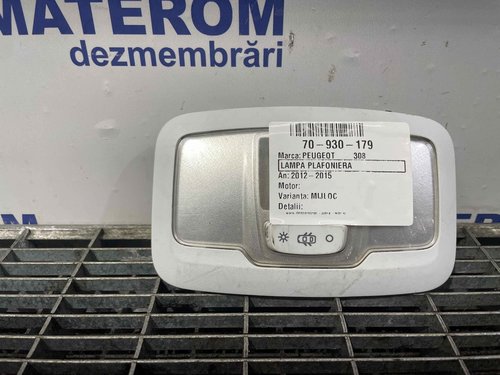 MATEROM
dezmembrări
70-930-179
Marca: PEUGEOT 308
LAMPA PLAFONIERA
An: 2012 - 2015
Motor:
Varianta: MIJLOC
Detalii: